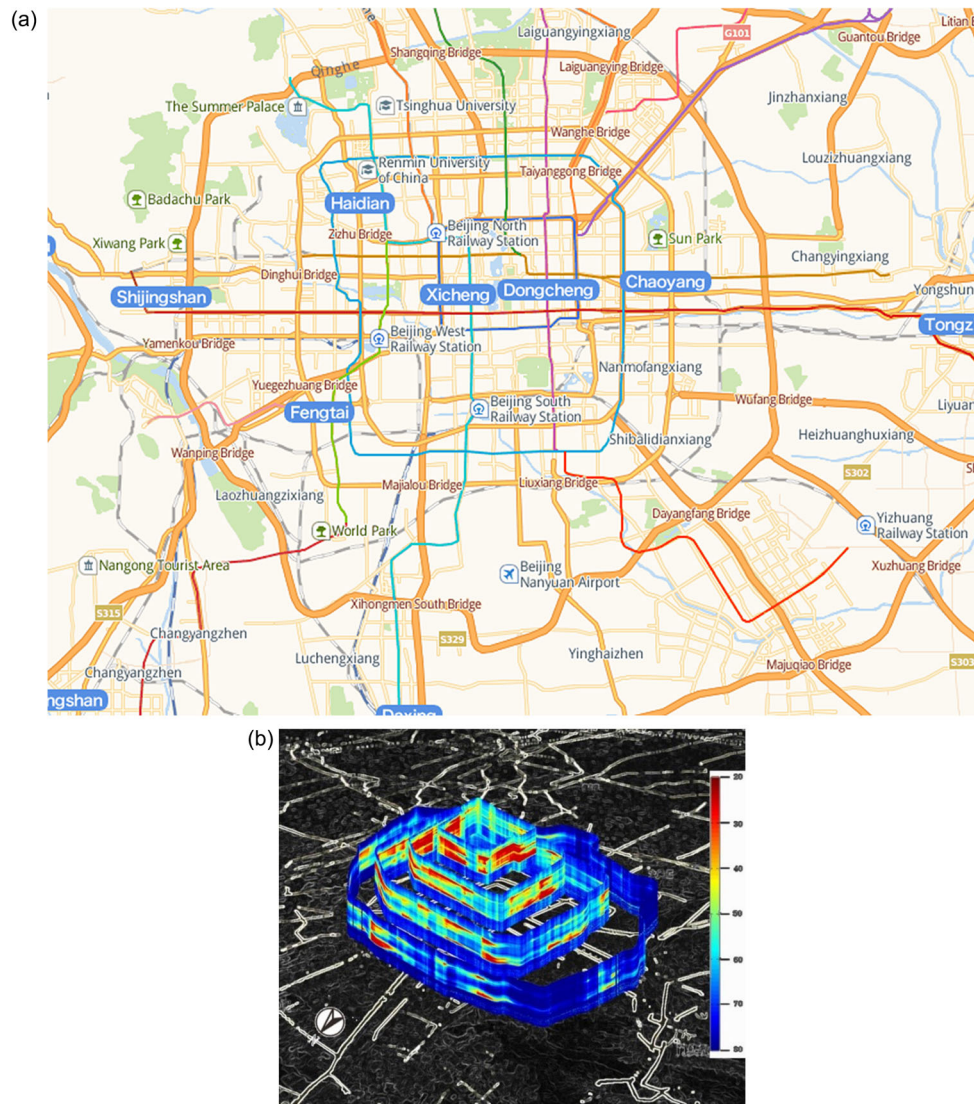 (a)
Laiguangyingxiang
G101
Litian Bridge
Guantou Bridge
Shangqing Bridge
Qinghe
Laiguangying Bridge
The Summer Palace
Tsinghua University
Jinzhanxiang
Wanghe Bridge
Renmin University
of China
Taiyanggong Bridge
Louzizhuangxiang
Badachu Park
Haidian
Zizhu Bridge
Beijing North
Railway Station
Sun Park
Xiwang Park
Changyingxiang
Dinghui Bridge
Shijingshan
Xicheng
Dongcheng
Chaoyang
Yongshun
Tongz
Yamenkou Bridge
Beijing West
Railway Station
Nanmofangxiang
Yuegezhuang Bridge
Wufang Bridge
Liyuan
Fengtai
Beijing South
Railway Station
Wanping Bridge
Shibalidianxiang
Heizhuanghuxiang
S302
Majialou Bridge
Liuxiang Bridge
Laozhuangzixiang
Dayangfang Bridge
World Park
Yizhuang
Railway Station
Nangong Tourist Area
Beijing
Nanyuan Airport
Xuzhuang Bridge
S315
Xihongmen South Bridge
Changyangzhen
S329
Luchengxiang
Yinghaizhen
Changyangzhen
Majuqiao Bridge
S303
ngshan
Daxing
(b)
20
30
40
50
60
70
80